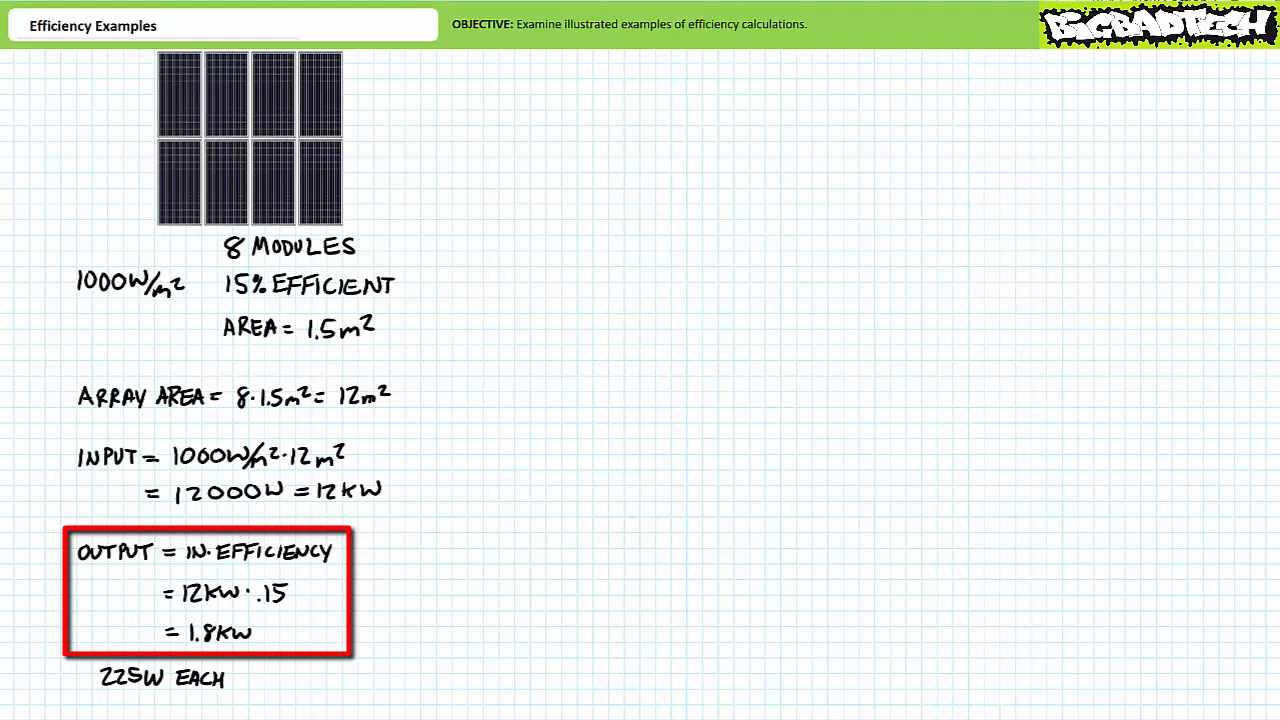 Efficiency Examples
OBJECTIVE: Examine illustrated examples of efficiency calculations.
BIGBADTECH
8 MODULES
1000W/m² 15% EFFICIENT
AREA = 1.5m²
ARRAY AREA = 8·1.5m² = 12m²
INPUT = 1000W/m²·12m²
= 12000W = 12KW
OUTPUT = IN·EFFICIENCY
= 12KW·.15
= 1.8KW
225W EACH